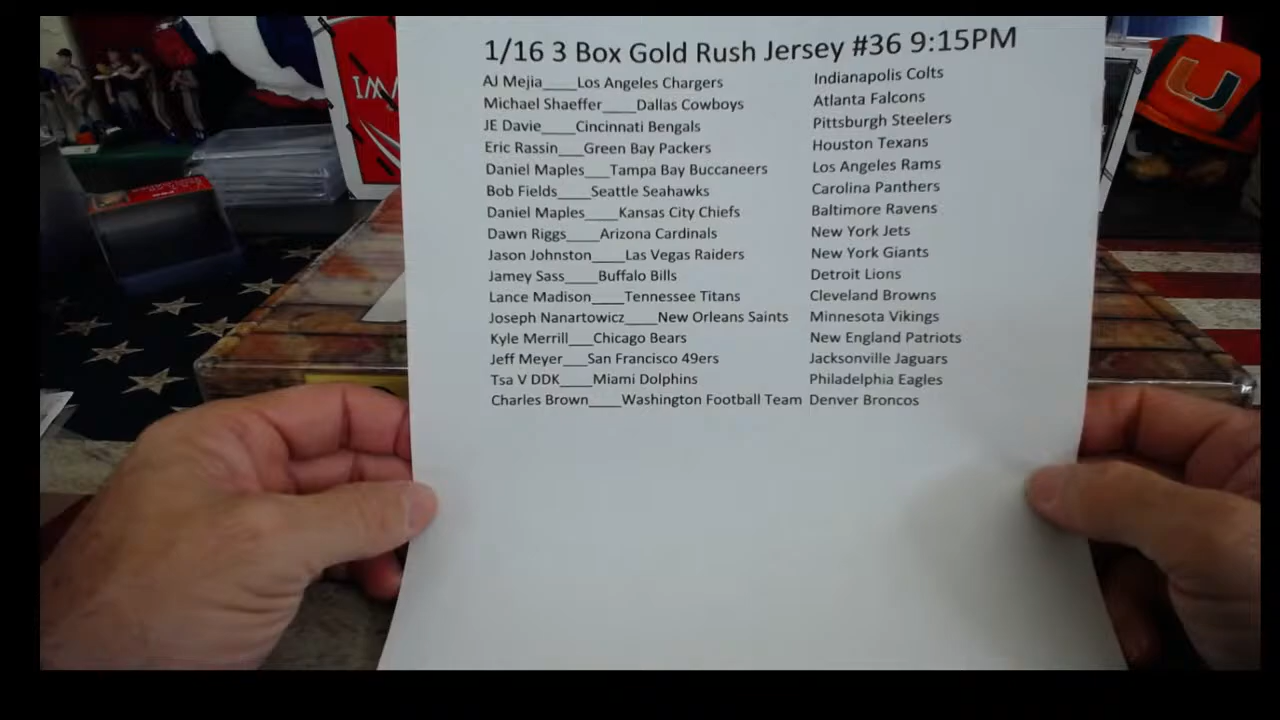 1/16 3 Box Gold Rush Jersey #36 9:15PM
AJ Mejia____Los Angeles Chargers Indianapolis Colts
Michael Shaeffer____Dallas Cowboys Atlanta Falcons
JE Davie____Cincinnati Bengals Pittsburgh Steelers
Eric Rassin___Green Bay Packers Houston Texans
Daniel Maples___Tampa Bay Buccaneers Los Angeles Rams
Bob Fields____Seattle Seahawks Carolina Panthers
Daniel Maples____Kansas City Chiefs Baltimore Ravens
Dawn Riggs____Arizona Cardinals New York Jets
Jason Johnston____Las Vegas Raiders New York Giants
Jamey Sass____Buffalo Bills Detroit Lions
Lance Madison____Tennessee Titans Cleveland Browns
Joseph Nanartowicz____New Orleans Saints Minnesota Vikings
Kyle Merrill___Chicago Bears New England Patriots
Jeff Meyer___San Francisco 49ers Jacksonville Jaguars
Tsa V DDK____Miami Dolphins Philadelphia Eagles
Charles Brown____Washington Football Team Denver Broncos